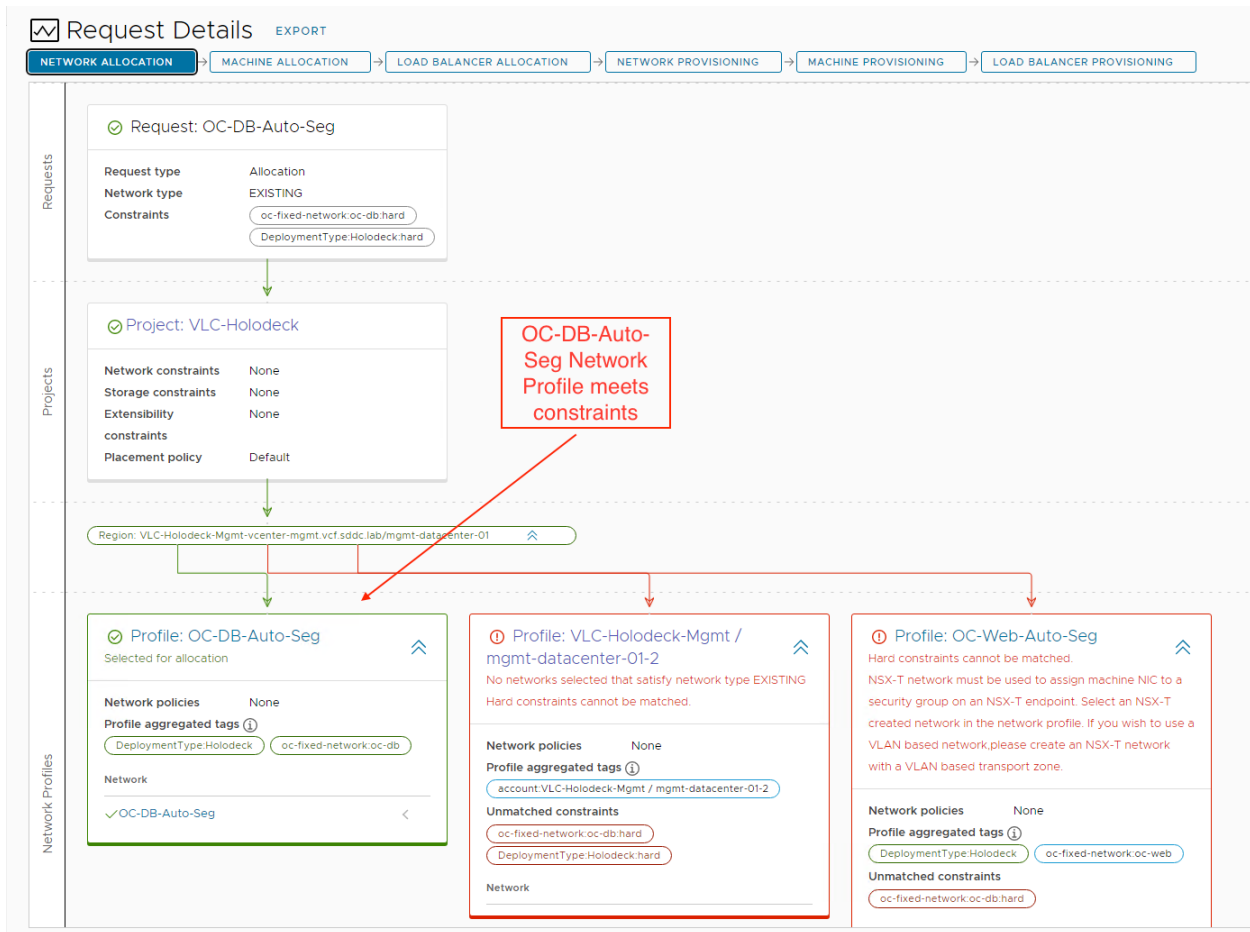 Request Details EXPORT
NETWORK ALLOCATION MACHINE ALLOCATION LOAD BALANCER ALLOCATION NETWORK PROVISIONING MACHINE PROVISIONING LOAD BALANCER PROVISIONING
Requests
Request: OC-DB-Auto-Seg
Request type Allocation
Network type EXISTING
Constraints oc-fixed-network:oc-db:hard
DeploymentType:Holodeck:hard
Projects
Project: VLC-Holodeck
Network constraints None
Storage constraints None
Extensibility None
constraints
Placement policy Default
OC-DB-Auto-
Seg Network
Profile meets
constraints
Region: VLC-Holodeck-Mgmt-vcenter-mgmt.vcf.sddc.lab/mgmt-datacenter-01
Network Profiles
Profile: OC-DB-Auto-Seg
Selected for allocation
Network policies None
Profile aggregated tags
DeploymentType:Holodeck oc-fixed-network:oc-db
Network
OC-DB-Auto-Seg
Profile: VLC-Holodeck-Mgmt /
mgmt-datacenter-01-2
No networks selected that satisfy network type EXISTING
Hard constraints cannot be matched.
Network policies None
Profile aggregated tags
account:VLC-Holodeck-Mgmt / mgmt-datacenter-01-2
Unmatched constraints
oc-fixed-network:oc-db:hard
DeploymentType:Holodeck:hard
Network
Profile: OC-Web-Auto-Seg
Hard constraints cannot be matched.
NSX-T network must be used to assign machine NIC to a
security group on an NSX-T endpoint. Select an NSX-T
created network in the network profile. If you wish to use a
VLAN based network,please create an NSX-T network
with a VLAN based transport zone.
Network policies None
Profile aggregated tags
DeploymentType:Holodeck oc-fixed-network:oc-web
Unmatched constraints
oc-fixed-network:oc-db:hard